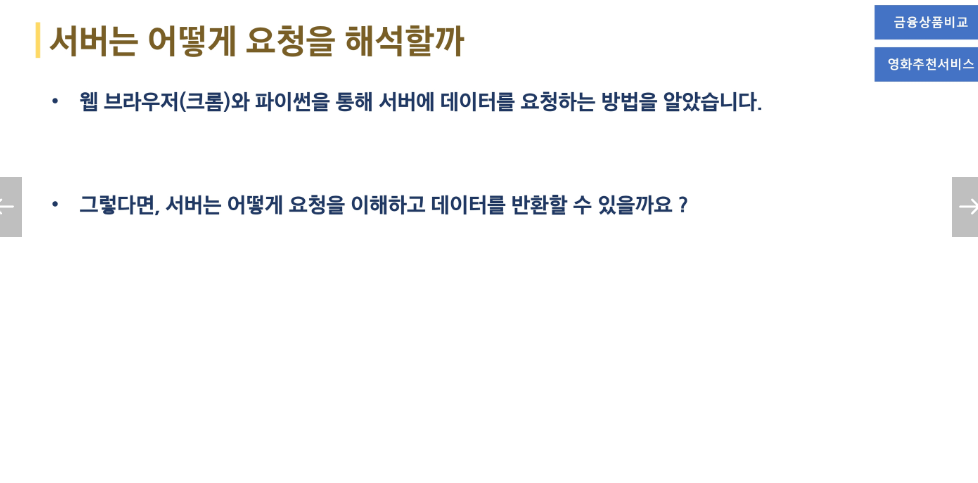 서버는 어떻게 요청을 해석할까
금융상품비교
영화추천서비스
• 웹 브라우저(크롬)와 파이썬을 통해 서버에 데이터를 요청하는 방법을 알았습니다.
• 그렇다면, 서버는 어떻게 요청을 이해하고 데이터를 반환할 수 있을까요 ?